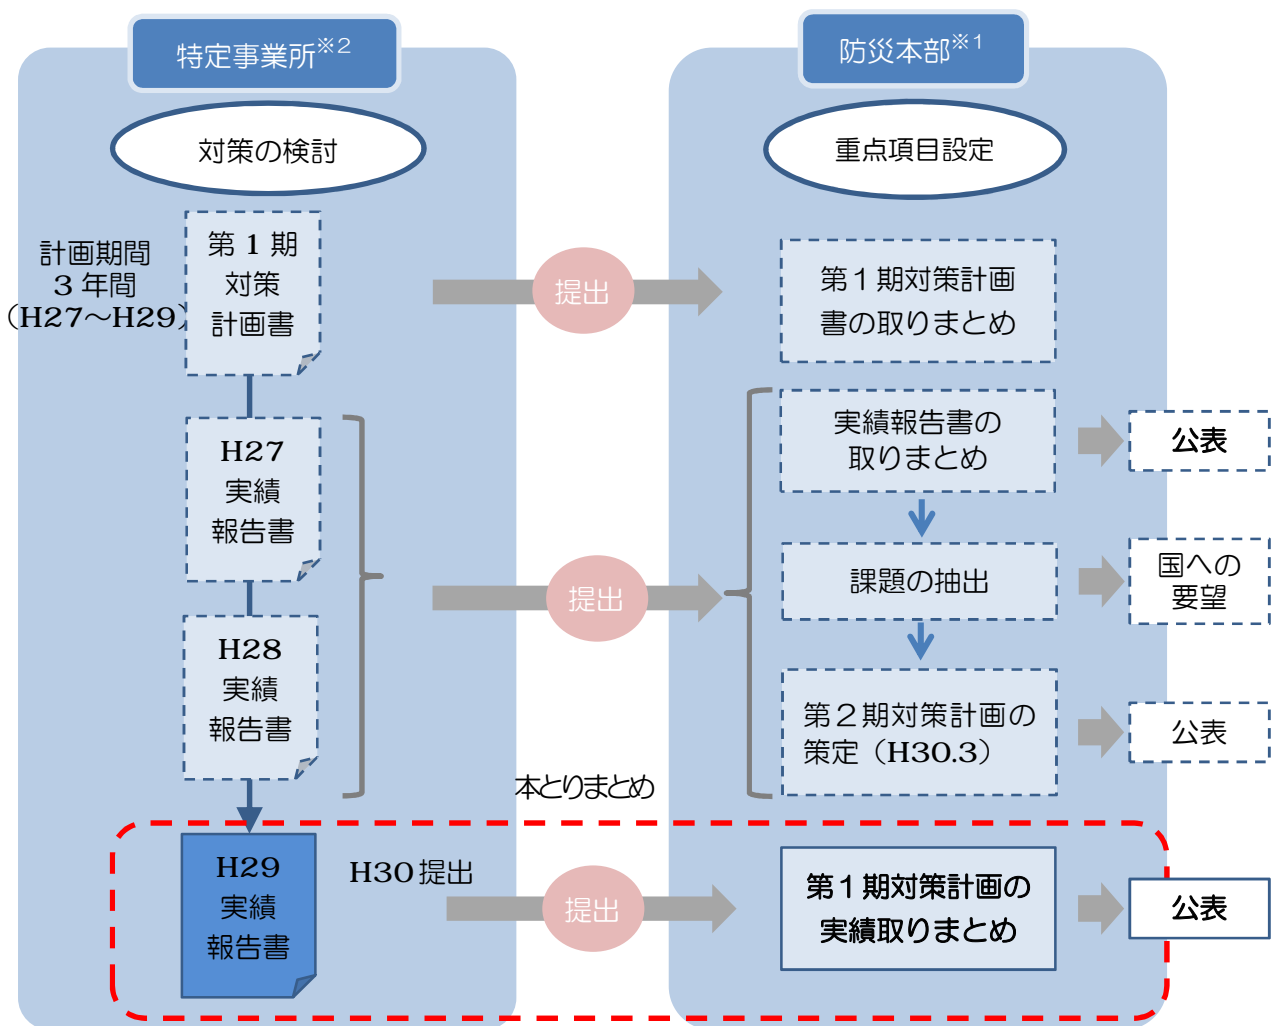 特定事業所※2
防災本部※1
対策の検討
重点項目設定
計画期間
3 年間
(H27～H29)
第 1 期
対策
計画書
提出
第１期対策計画
書の取りまとめ
H27
実績
報告書
実績報告書の
取りまとめ
公表
提出
課題の抽出
国への
要望
H28
実績
報告書
第２期対策計画の
策定（H30.3）
公表
本とりまとめ
H29
実績
報告書
H30 提出
提出
第１期対策計画の
実績取りまとめ
公表